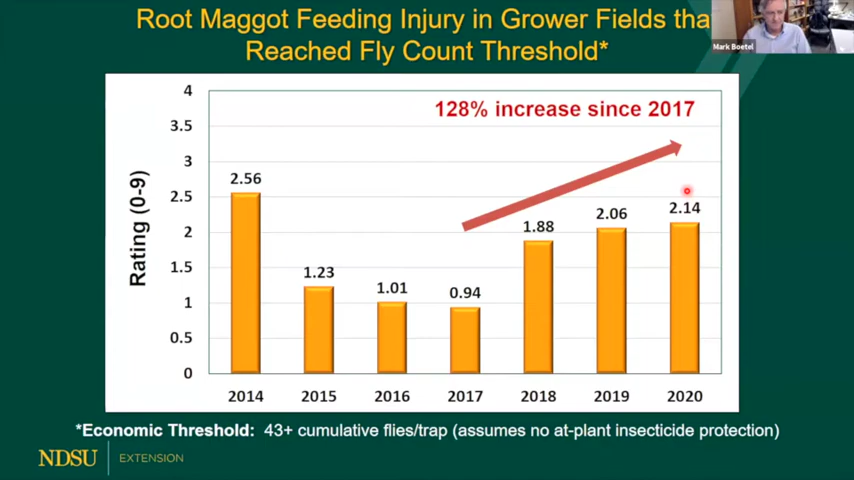 Root Maggot Feeding Injury in Grower Fields tha
Reached Fly Count Threshold*
Mark Boetel
128% increase since 2017
Rating (0-9)
4
3.5
3
2.5
2
1.5
1
0.5
0
2.56
1.23
1.01
0.94
1.88
2.06
2.14
2014 2015 2016 2017 2018 2019 2020
*Economic Threshold: 43+ cumulative flies/trap (assumes no at-plant insecticide protection)
NDSU EXTENSION